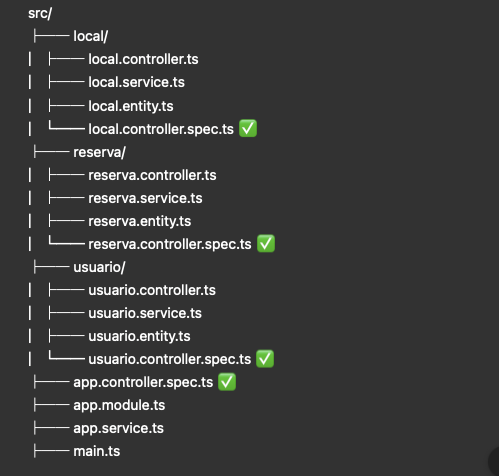 src/
├── local/
│ ├── local.controller.ts
│ ├── local.service.ts
│ ├── local.entity.ts
│ └── local.controller.spec.ts ✅
├── reserva/
│ ├── reserva.controller.ts
│ ├── reserva.service.ts
│ ├── reserva.entity.ts
│ └── reserva.controller.spec.ts ✅
├── usuario/
│ ├── usuario.controller.ts
│ ├── usuario.service.ts
│ ├── usuario.entity.ts
│ └── usuario.controller.spec.ts ✅
├── app.controller.spec.ts ✅
├── app.module.ts
├── app.service.ts
├── main.ts